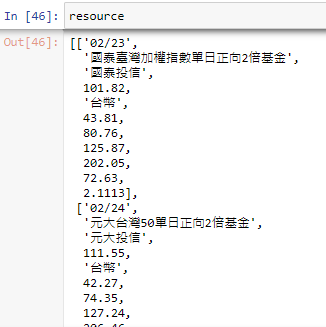 In [46]: resource
Out[46]: [['02/23',
'國泰臺灣加權指數單日正向2倍基金',
'國泰投信',
101.82,
'台幣',
43.81,
80.76,
125.87,
202.05,
72.63,
2.1113],
['02/24',
'元大台灣50單日正向2倍基金',
'元大投信',
111.55,
'台幣',
42.27,
74.35,
127.24,